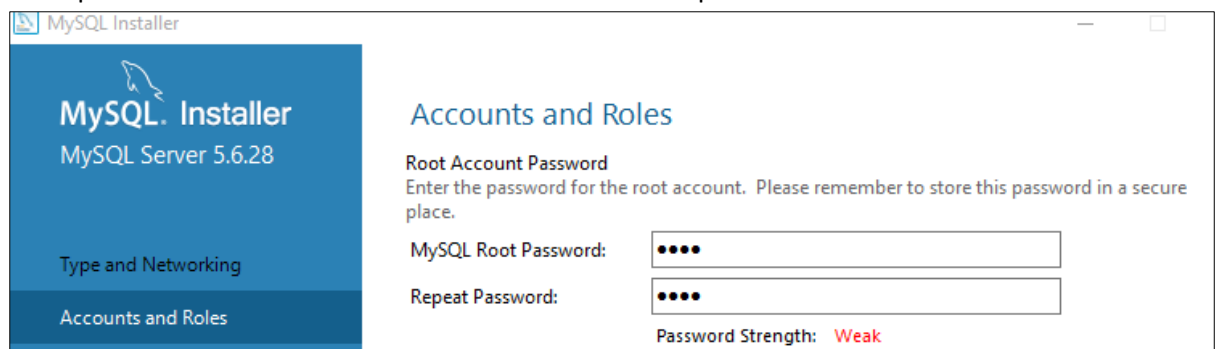 MySQL Installer
MySQL. Installer
MySQL Server 5.6.28
Type and Networking
Accounts and Roles
Accounts and Roles
Root Account Password
Enter the password for the root account. Please remember to store this password in a secure
place.
MySQL Root Password:
Repeat Password:
Password Strength: Weak